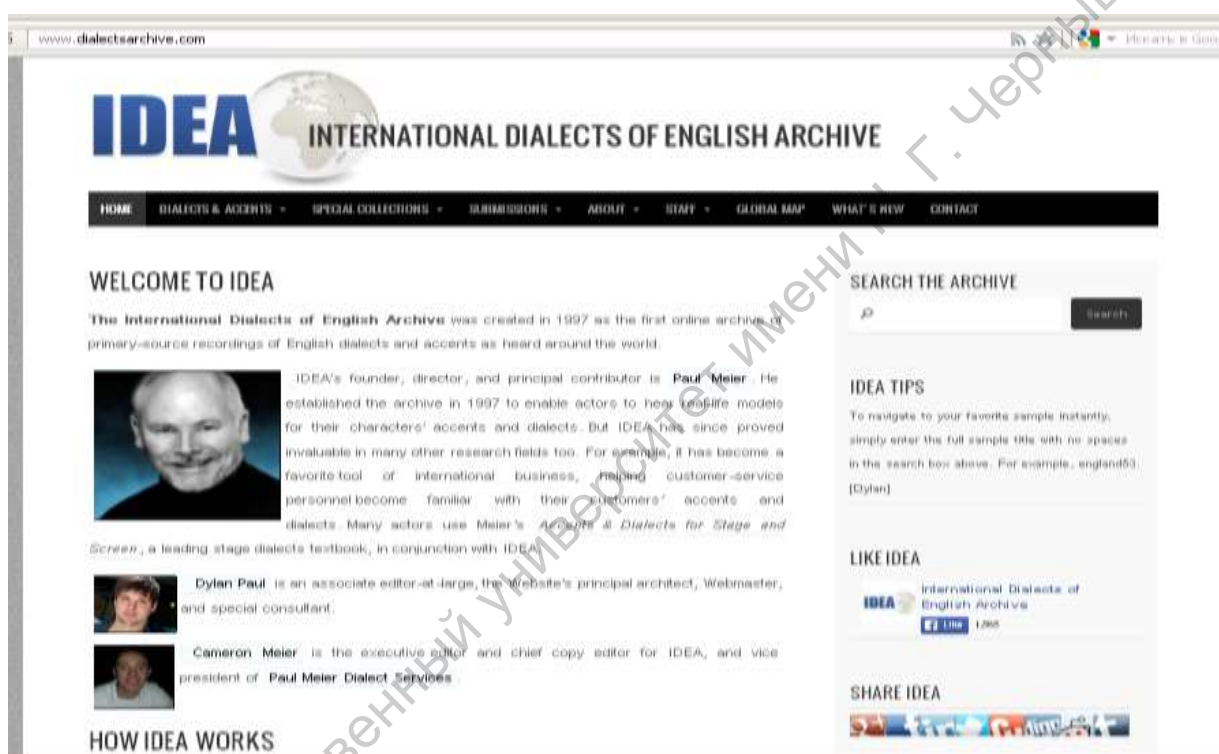 www.dialectsarchive.com
Искать в Goo
IDEA INTERNATIONAL DIALECTS OF ENGLISH ARCHIVE
HOME DIALECTS & ACCENTS SPECIAL COLLECTIONS SUBMISSIONS ABOUT STAFF GLOBAL MAP WHAT'S NEW CONTACT
WELCOME TO IDEA
The International Dialects of English Archive was created in 1997 as the first online archive of
primary-source recordings of English dialects and accents as heard around the world.
IDEA's founder, director, and principal contributor is Paul Meier. He
established the archive in 1997 to enable actors to hear real-life models
for their characters' accents and dialects. But IDEA has since proved
invaluable in many other research fields too. For example, it has become a
favorite tool of international business, helping customer-service
personnel become familiar with their customers' accents and
dialects. Many actors use Meier's Accents & Dialects for Stage and
Screen, a leading stage dialects textbook, in conjunction with IDEA.
Dylan Paul is an associate editor-at-large, the Website's principal architect, Webmaster,
and special consultant.
Cameron Meier is the executive editor and chief copy editor for IDEA, and vice
president of Paul Meier Dialect Services
HOW IDEA WORKS
SEARCH THE ARCHIVE
Search
IDEA TIPS
To navigate to your favorite sample instantly,
simply enter the full sample title with no spaces
in the search box above. For example, england53.
[Dylan]
LIKE IDEA
IDEA
International Dialects of
English Archive
Like
SHARE IDEA
венный университет имени Г. Черныш